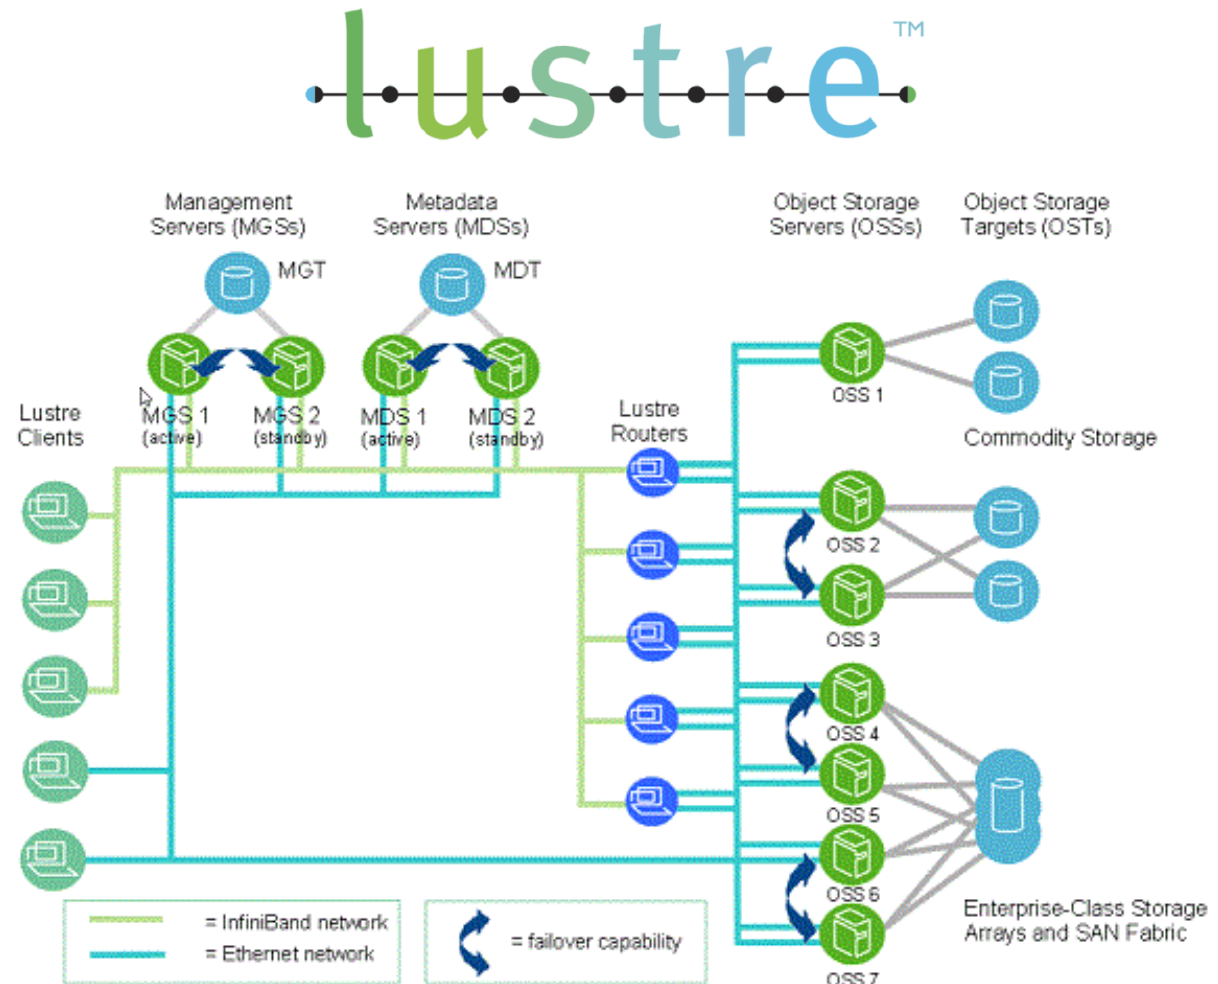 lustre™
Management
Servers (MGSs)
Metadata
Servers (MDSs)
Object Storage
Servers (OSSs)
Object Storage
Targets (OSTs)
MGT
MDT
OSS 1
MGS 1
(active)
MGS 2
(standby)
MDS 1
(active)
MDS 2
(standby)
Lustre
Clients
Lustre
Routers
Commodity Storage
OSS 2
OSS 3
OSS 4
OSS 5
OSS 6
OSS 7
Enterprise-Class Storage
Arrays and SAN Fabric
= InfiniBand network
= Ethernet network
= failover capability